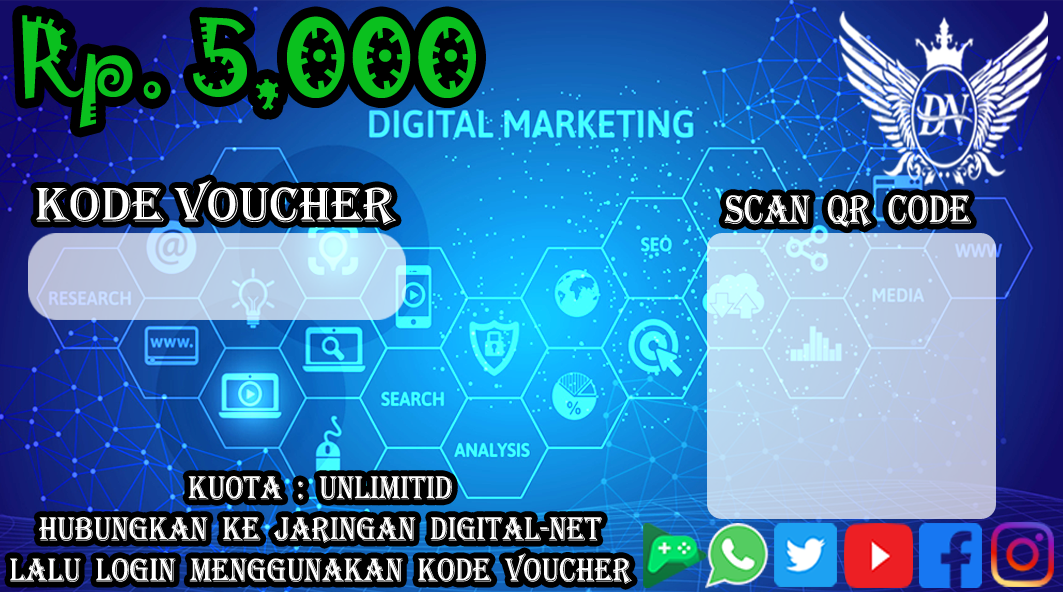 Rp. 5,000
DN
DIGITAL MARKETING
KODE VOUCHER
SCAN QR CODE
SEO
WWW
RESEARCH
MEDIA
WWW.
SEARCH
%
ANALYSIS
KUOTA : UNLIMITID
HUBUNGKAN KE JARINGAN DIGITAL-NET
LALU LOGIN MENGGUNAKAN KODE VOUCHER